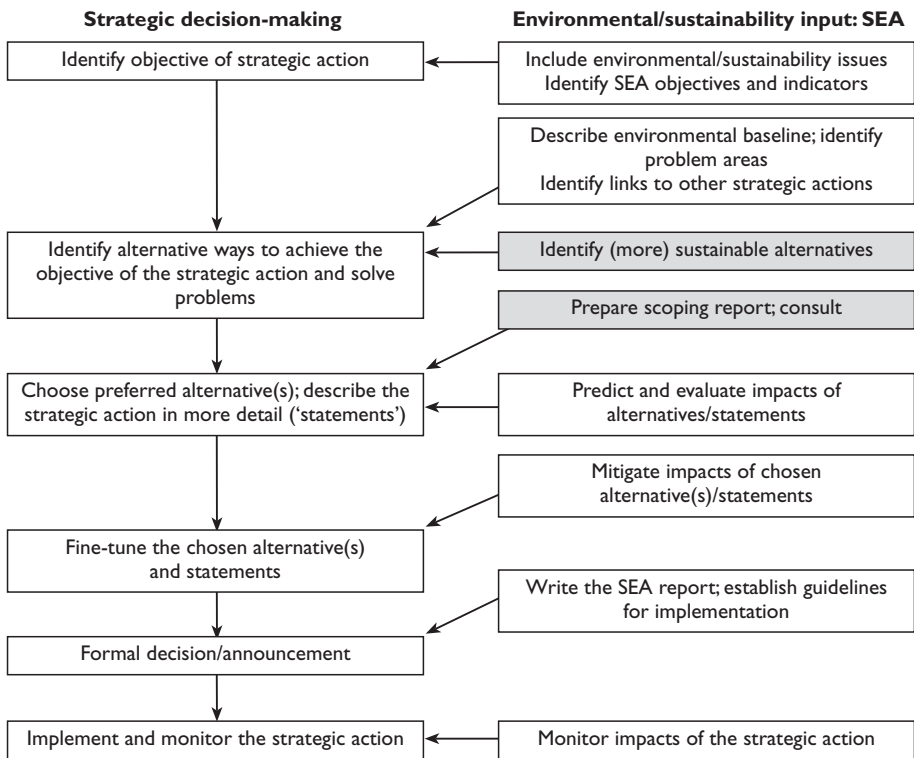 Strategic decision-making
Environmental/sustainability input: SEA
Identify objective of strategic action
Include environmental/sustainability issues
Identify SEA objectives and indicators
Describe environmental baseline; identify
problem areas
Identify links to other strategic actions
Identify alternative ways to achieve the
objective of the strategic action and solve
problems
Identify (more) sustainable alternatives
Prepare scoping report; consult
Choose preferred alternative(s); describe the
strategic action in more detail (‘statements’)
Predict and evaluate impacts of
alternatives/statements
Mitigate impacts of chosen
alternative(s)/statements
Fine-tune the chosen alternative(s)
and statements
Write the SEA report; establish guidelines
for implementation
Formal decision/announcement
Implement and monitor the strategic action
Monitor impacts of the strategic action